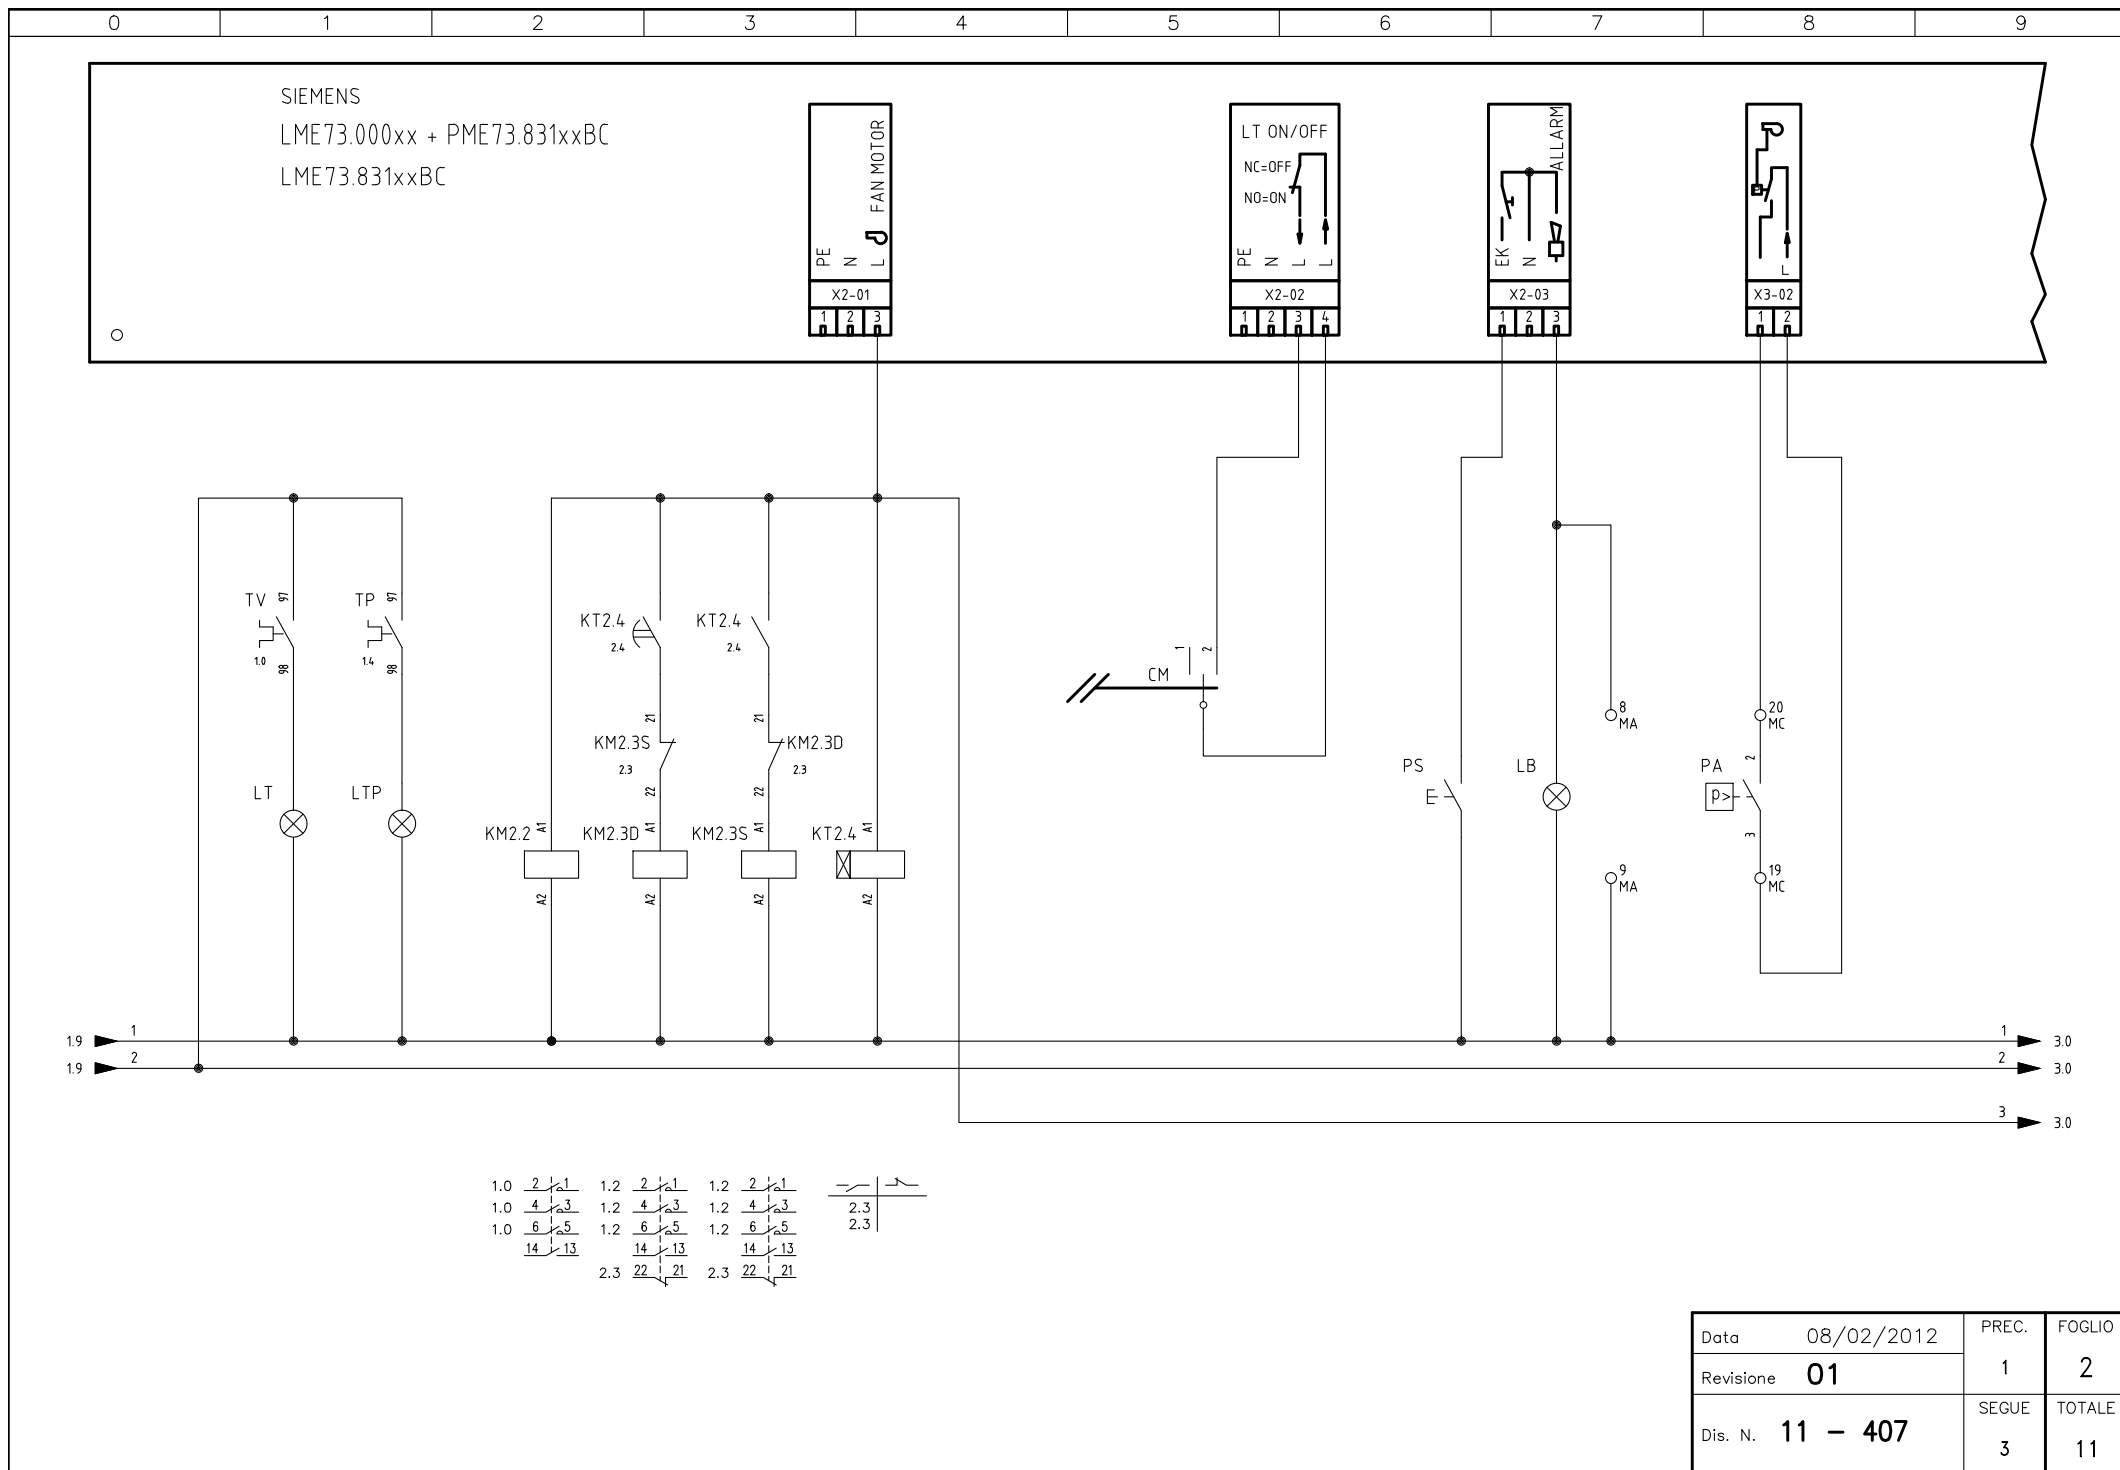 0 1 2 3 4 5 6 7 8 9
SIEMENS
LME73.000xx + PME73.831xxBC
LME73.831xxBC
FAN MOTOR
PE N L
X2-01
1 2 3
LT ON/OFF
NC=OFF
NO=ON
PE N L L
X2-02
1 2 3 4
ALLARM
EK N
X2-03
1 2 3
L
X3-02
1 2
TV 97
1.0 98
TP 97
1.4 98
KT2.4
2.4
KT2.4
2.4
1 2
CM
21
KM2.3S
2.3
22
21
KM2.3D
2.3
22
8
MA
20
MC
PS
LB
PA
2
P>
3
LT
LTP
KM2.2 A1
A2
KM2.3D A1
A2
KM2.3S A1
A2
KT2.4 A1
A2
9
MA
19
MC
1.9 1 1 3.0
1.9 2 2 3.0
3 3.0
1.0 2 1 1.2 2 1 1.2 2 1
1.0 4 3 1.2 4 3 1.2 4 3 2.3
1.0 6 5 1.2 6 5 1.2 6 5 2.3
14 13 14 13 14 13
2.3 22 21 2.3 22 21
Data 08/02/2012
Revisione 01
Dis. N. 11 - 407
PREC.
1
FOGLIO
2
SEGUE
3
TOTALE
11